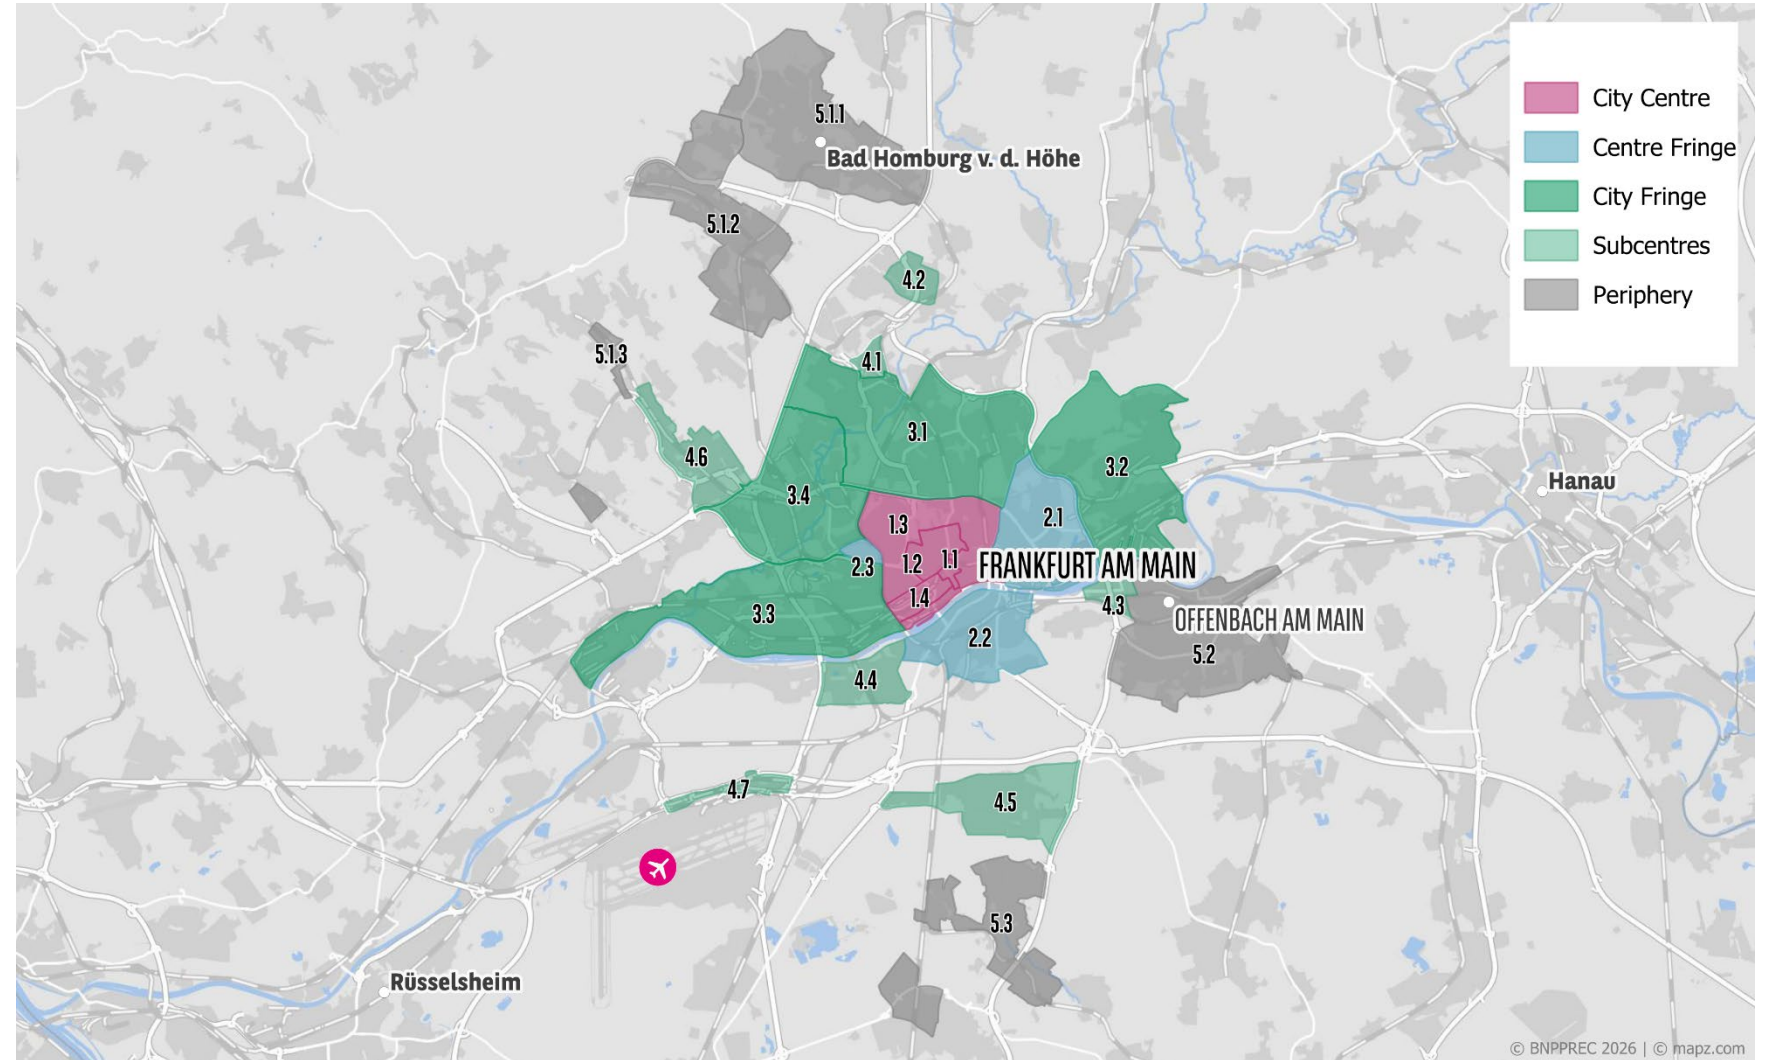 City Centre
Centre Fringe
City Fringe
Subcentres
Periphery
5.1.1
Bad Homburg v. d. Höhe
5.1.2
4.2
5.1.3
4.1
3.1
4.6
3.2
3.4
Hanau
1.3
2.1
1.2
1.1
2.3
FRANKFURT AM MAIN
1.4
4.3
3.3
OFFENBACH AM MAIN
2.2
5.2
4.4
4.7
4.5
5.3
Rüsselsheim
© BNPPREC 2026 | © mapz.com